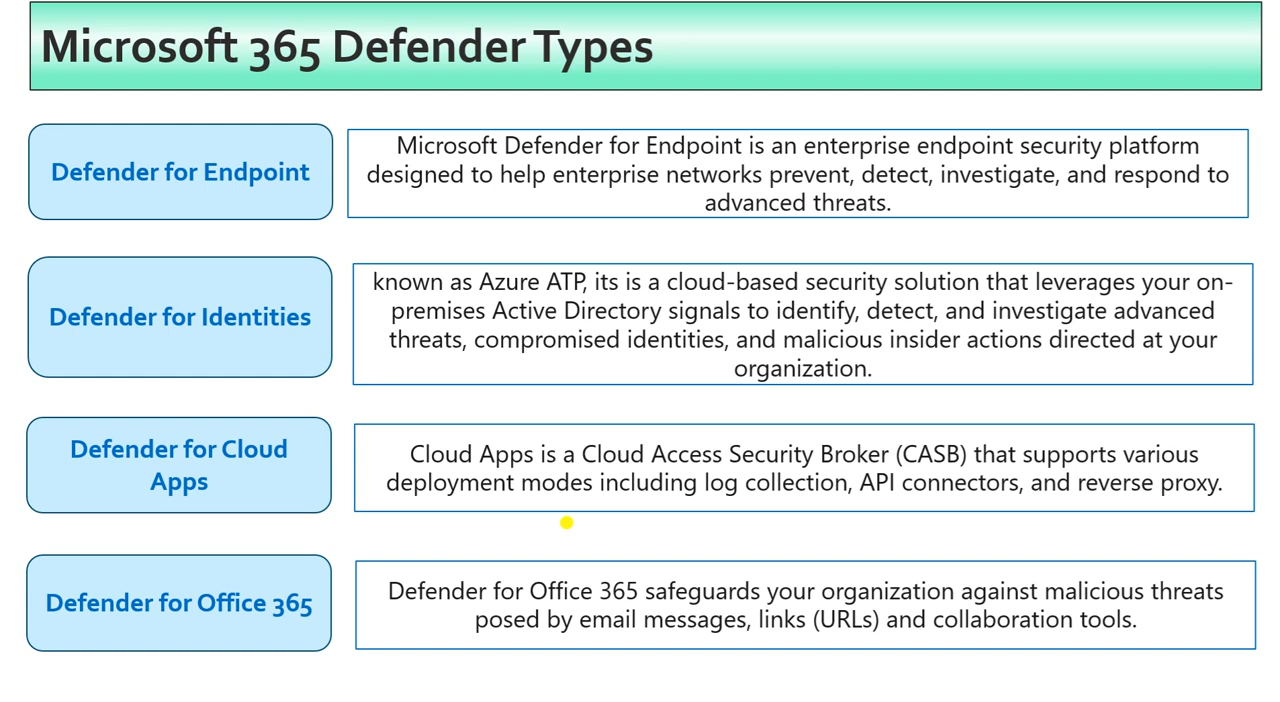 Microsoft 365 Defender Types
Defender for Endpoint
Microsoft Defender for Endpoint is an enterprise endpoint security platform
designed to help enterprise networks prevent, detect, investigate, and respond to
advanced threats.
Defender for Identities
known as Azure ATP, its is a cloud-based security solution that leverages your on-
premises Active Directory signals to identify, detect, and investigate advanced
threats, compromised identities, and malicious insider actions directed at your
organization.
Defender for Cloud
Apps
Cloud Apps is a Cloud Access Security Broker (CASB) that supports various
deployment modes including log collection, API connectors, and reverse proxy.
Defender for Office 365
Defender for Office 365 safeguards your organization against malicious threats
posed by email messages, links (URLs) and collaboration tools.